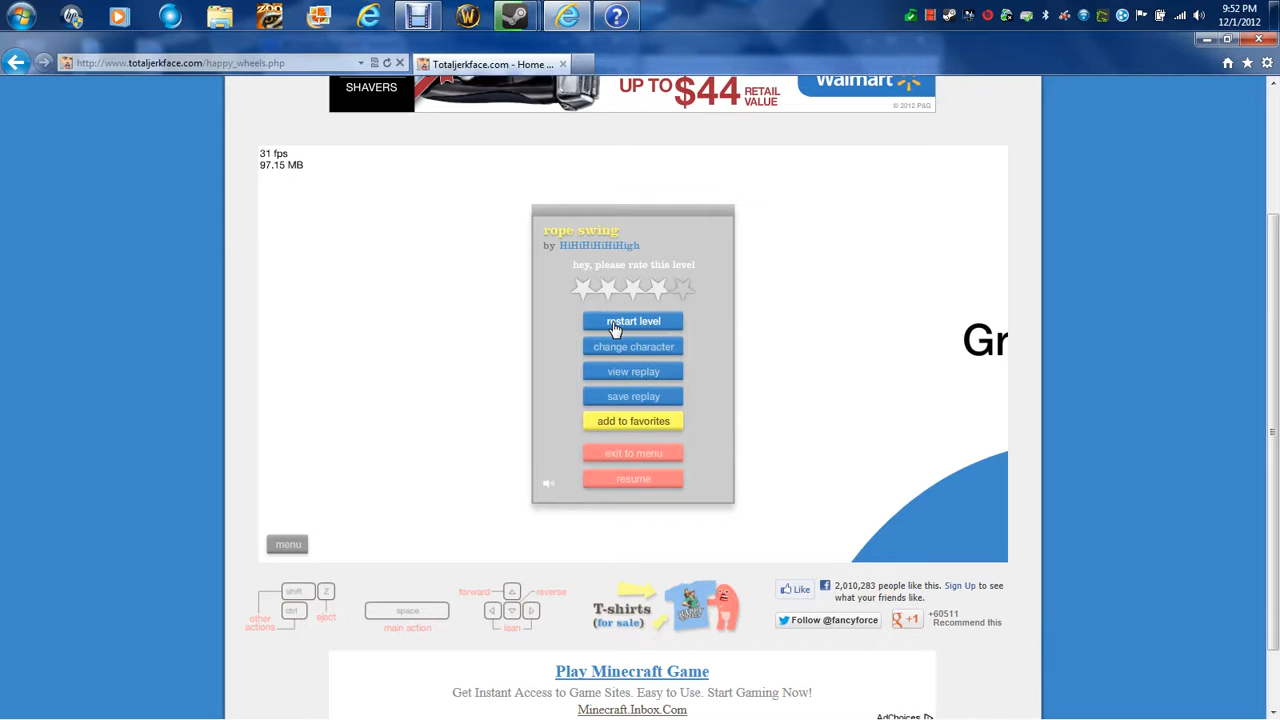 9:52 PM
12/1/2012
http://www.totaljerkface.com/happy_wheels.php
Totaljerkface.com - Home ...
SHAVERS
UP TO $44 RETAIL VALUE
Walmart
© 2012 P&G
31 fps
97.15 MB
rope swing
by HiHiHiHiHigh
hey, please rate this level
restart level
change character
view replay
save replay
add to favorites
exit to menu
resume
Gr
menu
shift
Z
ctrl
other actions
eject
space
main action
forward
reverse
lean
T-shirts
(for sale)
Like
2,010,283 people like this. Sign Up to see what your friends like.
Follow @fancyforce
+1
+60511
Recommend this
Play Minecraft Game
Get Instant Access to Game Sites. Easy to Use. Start Gaming Now!
Minecraft.Inbox.Com
AdChoices